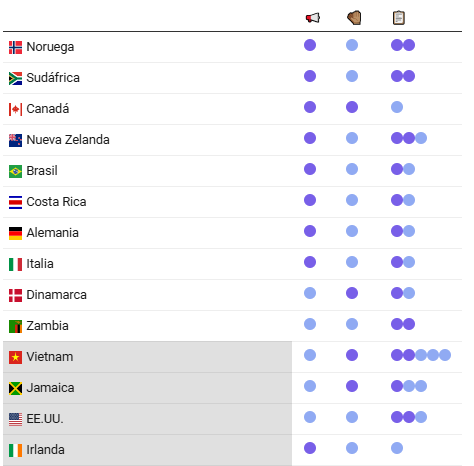 Noruega
Sudáfrica
Canadá
Nueva Zelanda
Brasil
Costa Rica
Alemania
Italia
Dinamarca
Zambia
Vietnam
Jamaica
EE.UU.
Irlanda